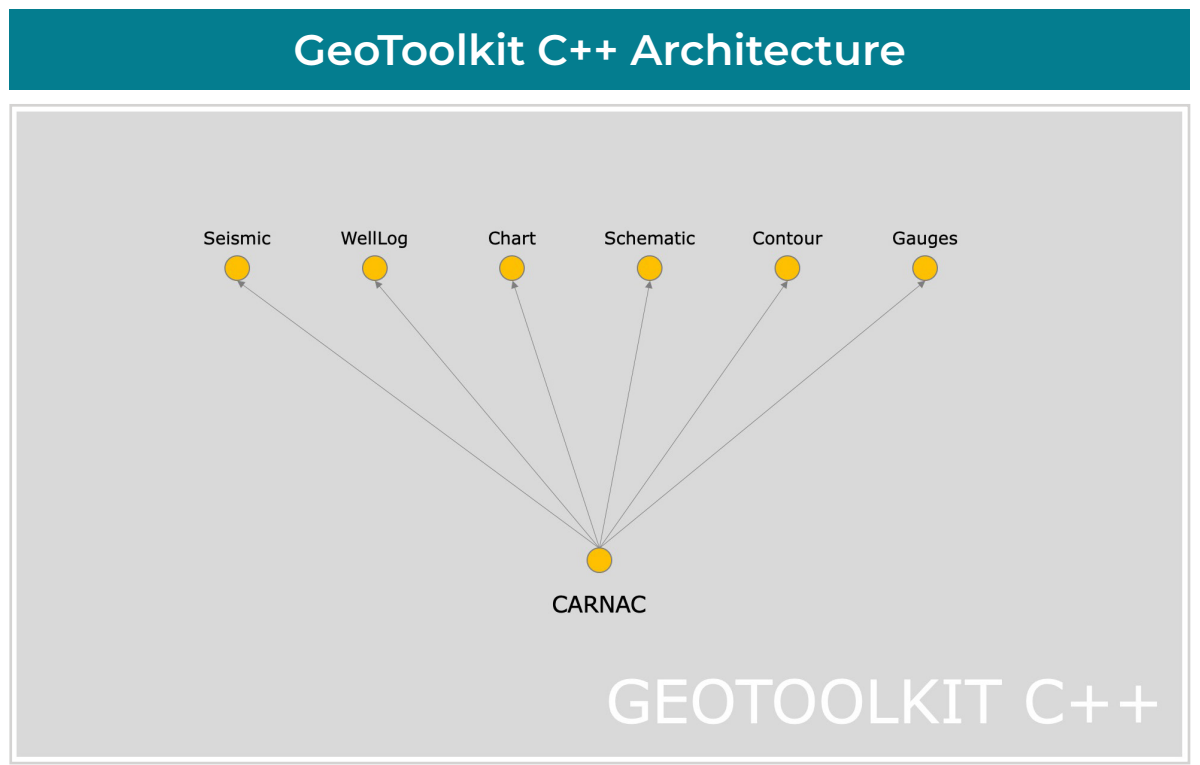 GeoToolkit C++ Architecture
Seismic WellLog Chart Schematic Contour Gauges
CARNAC
GEOTOOLKIT C++